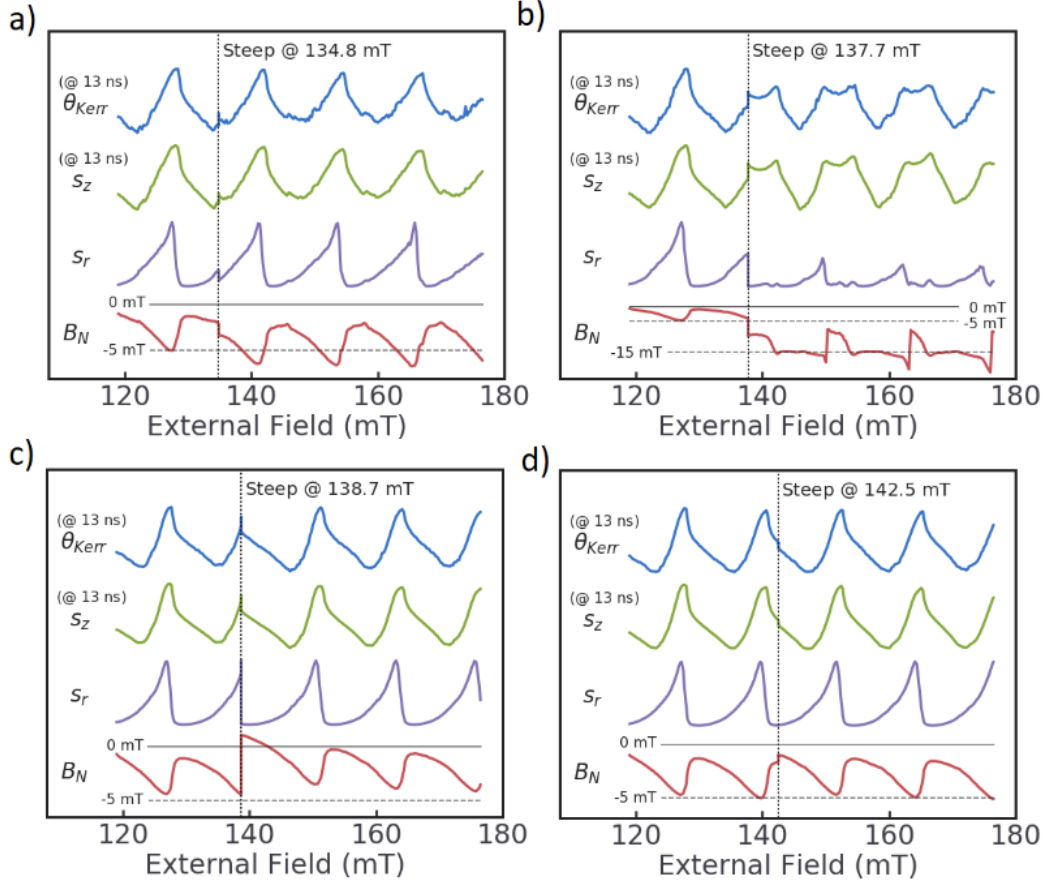 a)
Steep @ 134.8 mT
(@ 13 ns)
θKerr
(@ 13 ns)
sz
sr
0 mT
BN
-5 mT
120 140 160 180
External Field (mT)
b)
Steep @ 137.7 mT
(@ 13 ns)
θKerr
(@ 13 ns)
sz
sr
0 mT
-5 mT
BN
-15 mT
120 140 160 180
External Field (mT)
c)
Steep @ 138.7 mT
(@ 13 ns)
θKerr
(@ 13 ns)
sz
sr
0 mT
BN
-5 mT
120 140 160 180
External Field (mT)
d)
Steep @ 142.5 mT
(@ 13 ns)
θKerr
(@ 13 ns)
sz
sr
0 mT
BN
-5 mT
120 140 160 180
External Field (mT)